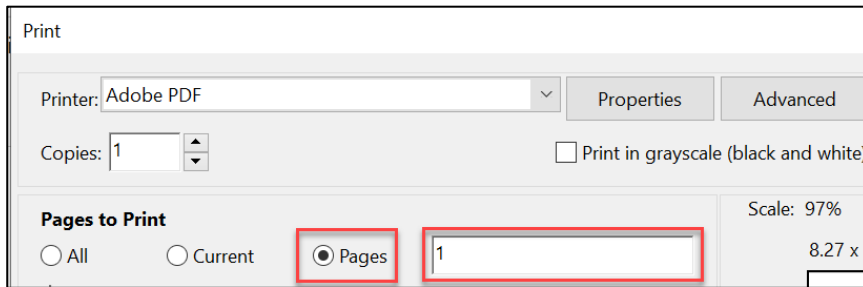 Print
Printer: Adobe PDF Properties Advanced
Copies: 1 Print in grayscale (black and white)
Pages to Print Scale: 97%
All Current Pages 1 8.27 x